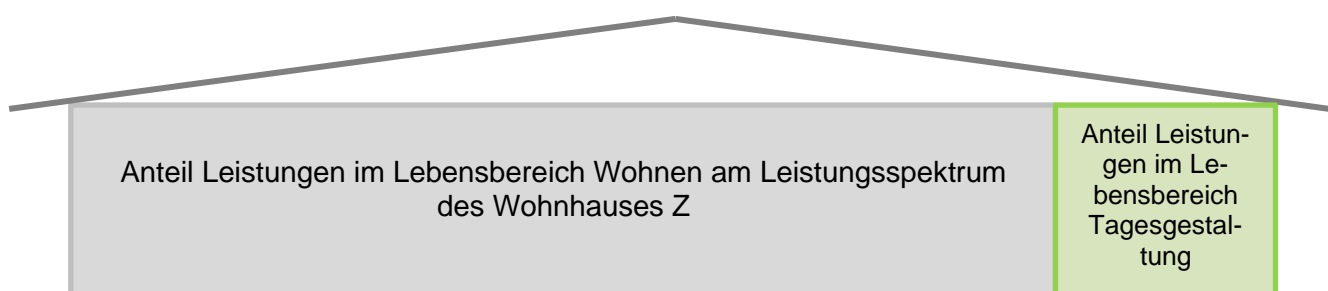 Anteil Leistungen im Lebensbereich Wohnen am Leistungsspektrum
des Wohnhauses Z
Anteil Leistun-
gen im Le-
bensbereich
Tagesgestal-
tung